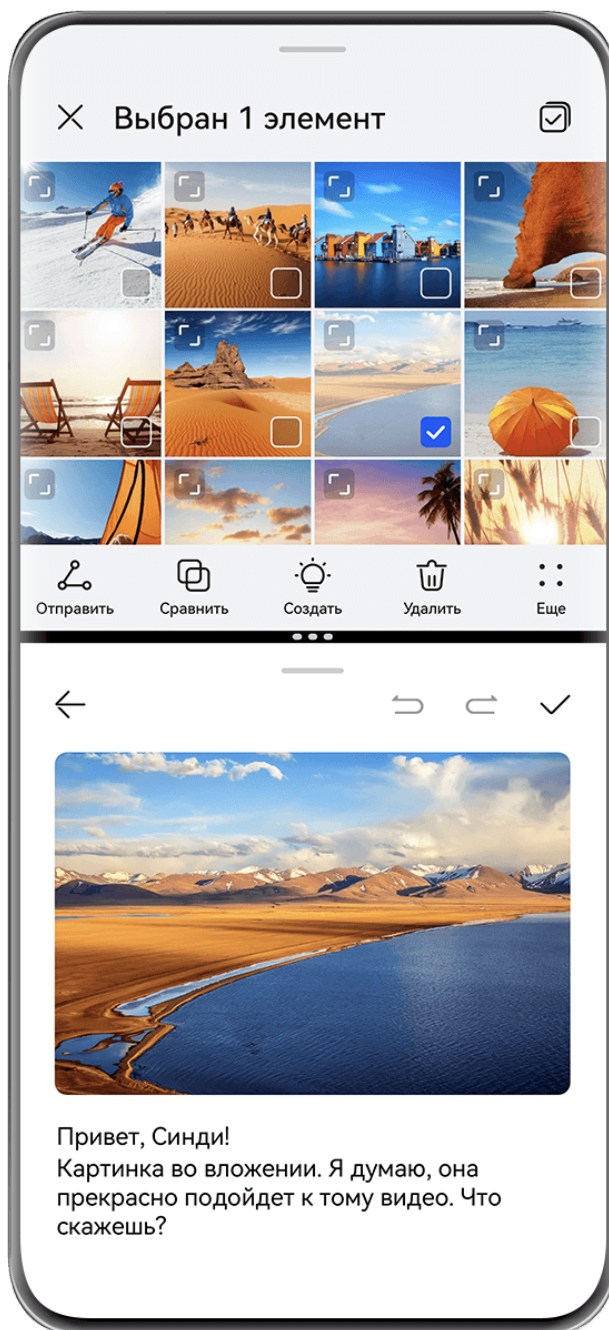 Выбран 1 элемент
Отправить
Сравнить
Создать
Удалить
Еще
Привет, Синди!
Картинка во вложении. Я думаю, она
прекрасно подойдет к тому видео. Что
скажешь?